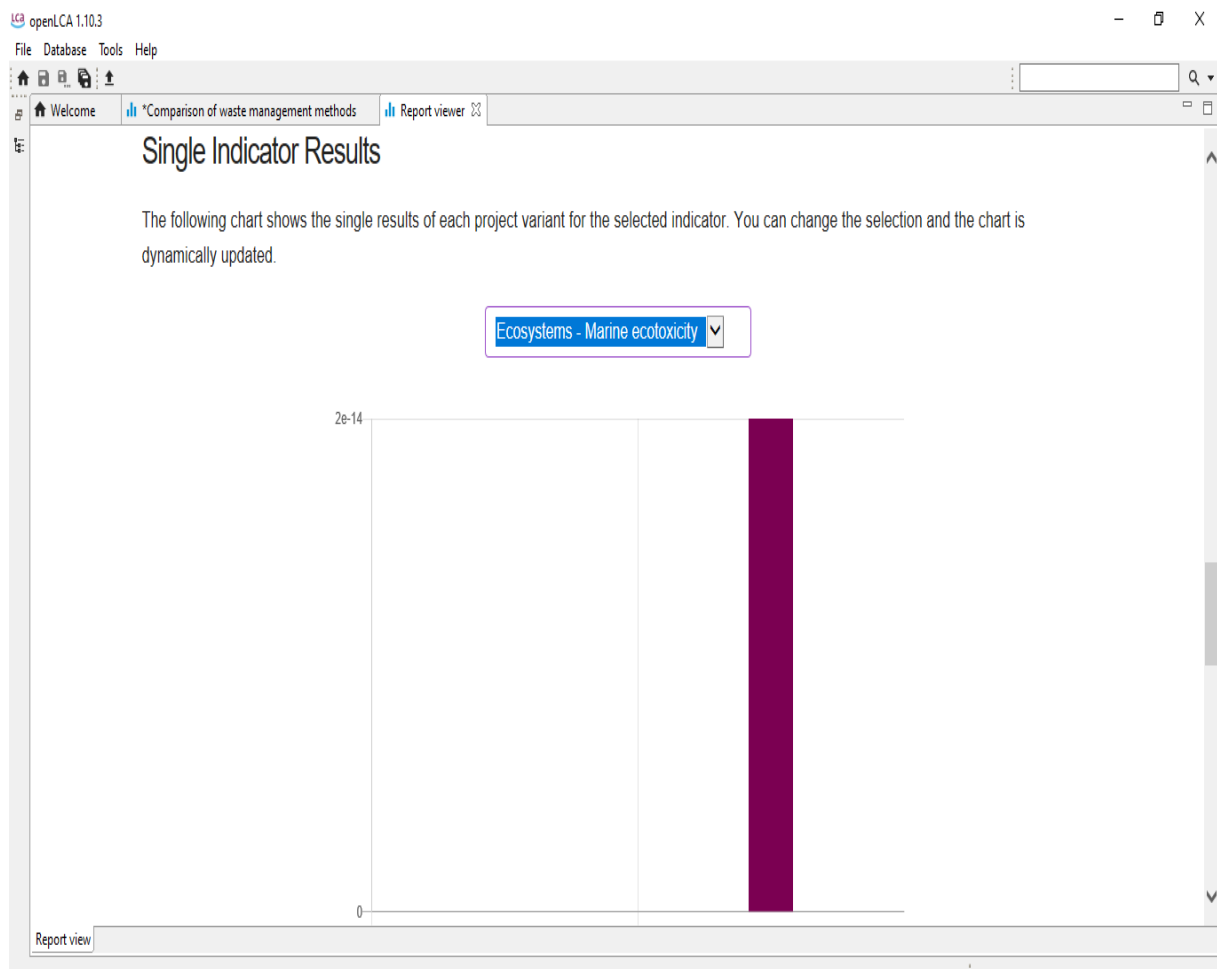 LCA openLCA 1.10.3
File Database Tools Help
Welcome *Comparison of waste management methods Report viewer
Single Indicator Results
The following chart shows the single results of each project variant for the selected indicator. You can change the selection and the chart is
dynamically updated.
Ecosystems - Marine ecotoxicity
2e-14
0
Report view